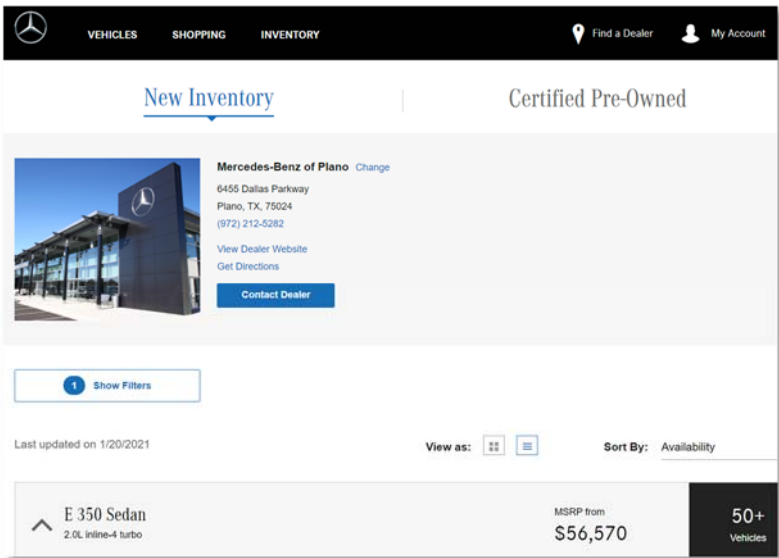 VEHICLES SHOPPING INVENTORY Find a Dealer My Account
New Inventory Certified Pre-Owned
Mercedes-Benz of Plano Change
6455 Dallas Parkway
Plano, TX, 75024
(972) 212-5282
View Dealer Website
Get Directions
Contact Dealer
1 Show Filters
Last updated on 1/20/2021 View as: Sort By: Availability
E 350 Sedan
2.0L inline-4 turbo
MSRP from
$56,570
50+
Vehicles